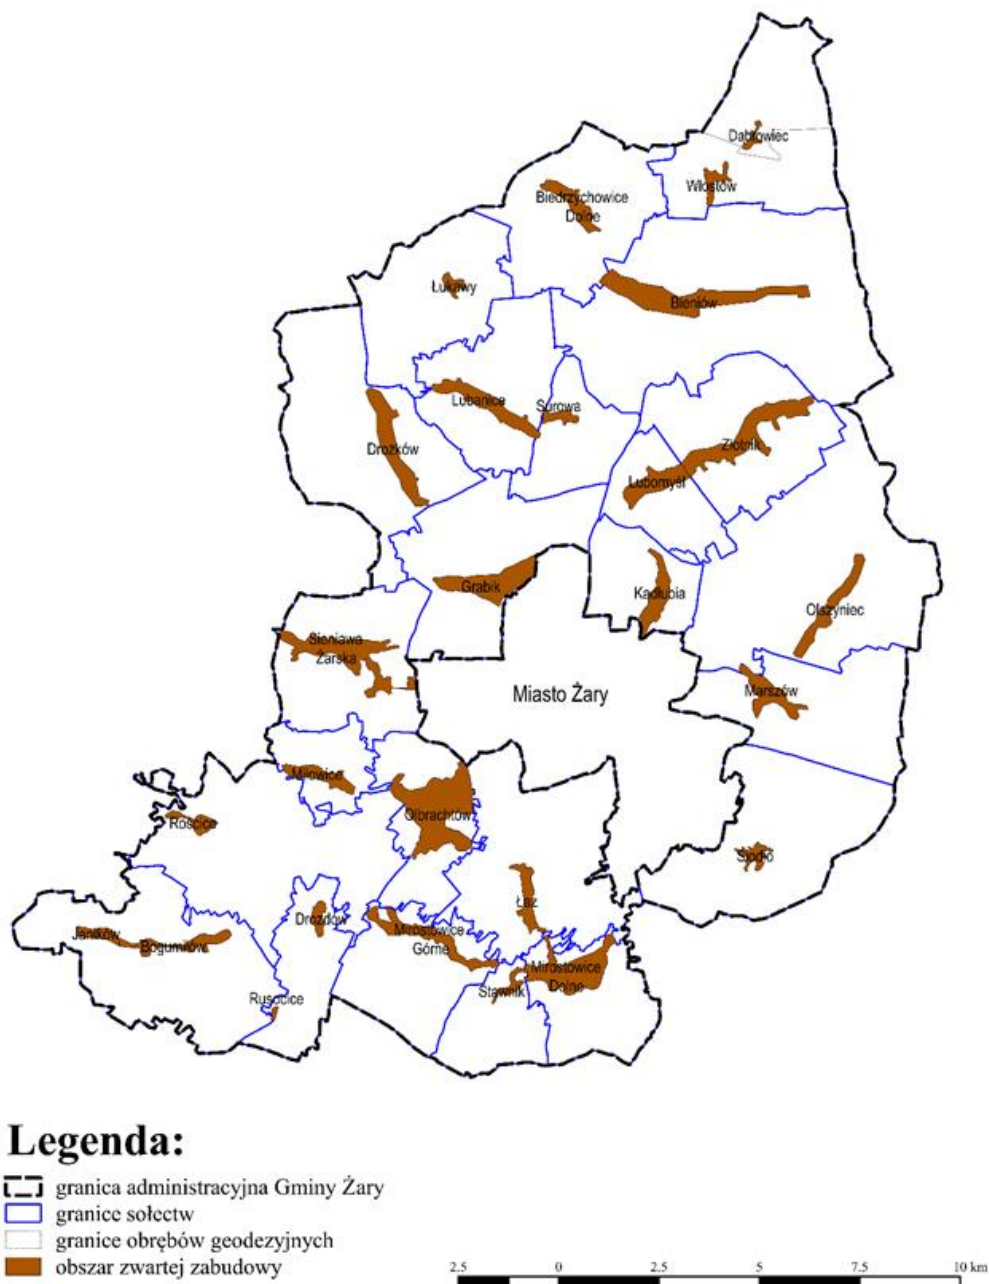 Dąbrowiec
Włostów
Biedrzychowice
Dolne
Łukawy
Bieniów
Lubanice
Surowa
Drożków
Złotnik
Lubomyśl
Grabik
Kadłubia
Olszyniec
Sieniawa
Żarska
Marszów
Miasto Żary
Miłowice
Olbrachtów
Rościce
Siodło
Łaz
Drozdów
Mirostowice
Górne
Janików
Bogumiłów
Mirostowice
Dolne
Stawnik
Rusocice
Legenda:
granica administracyjna Gminy Żary
granice sołectw
granice obrębów geodezyjnych
obszar zwartej zabudowy
2.5 0 2.5 5 7.5 10 km